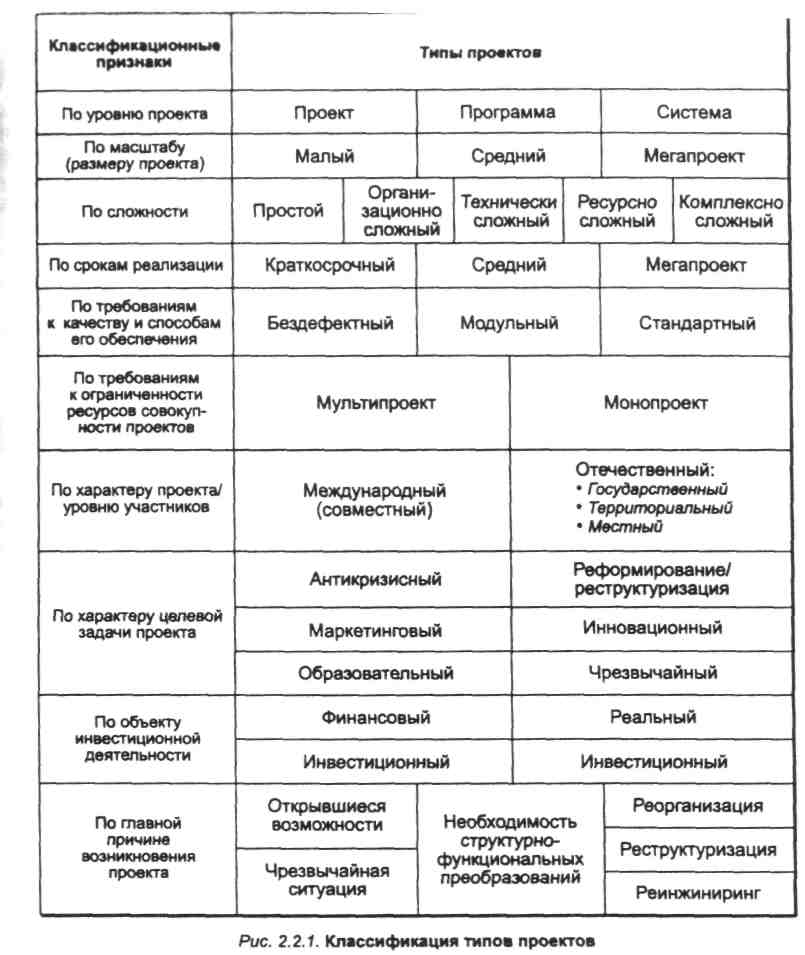 Классификационные
признаки
Типы проектов
По уровню проекта
Проект
Программа
Система
По масштабу
(размеру проекта)
Малый
Средний
Мегапроект
По сложности
Простой
Органи-
зационно
сложный
Технически
сложный
Ресурсно
сложный
Комплексно
сложный
По срокам реализации
Краткосрочный
Средний
Мегапроект
По требованиям
к качеству и способам
его обеспечения
Бездефектный
Модульный
Стандартный
По требованиям
к ограниченности
ресурсов совокуп-
ности проектов
Мультипроект
Монопроект
По характеру проекта/
уровню участников
Международный
(совместный)
Отечественный:
• Государственный
• Территориальный
• Местный
По характеру целевой
задачи проекта
Антикризисный
Реформирование/
реструктуризация
Маркетинговый
Инновационный
Образовательный
Чрезвычайный
По объекту
инвестиционной
деятельности
Финансовый
Реальный
Инвестиционный
Инвестиционный
По главной
причине
возникновения
проекта
Открывшиеся
возможности
Чрезвычайная
ситуация
Необходимость
структурно-
функциональных
преобразований
Реорганизация
Реструктуризация
Реинжиниринг
Рис. 2.2.1. Классификация типов проектов